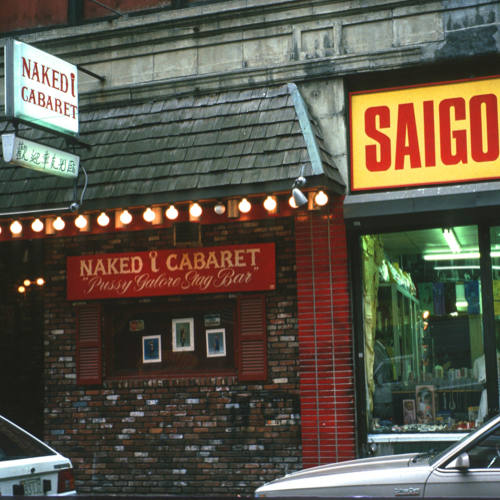 NAKED i
CABARET
SAIGO
NAKED i CABARET
"Pussy Galore Stag Bar"